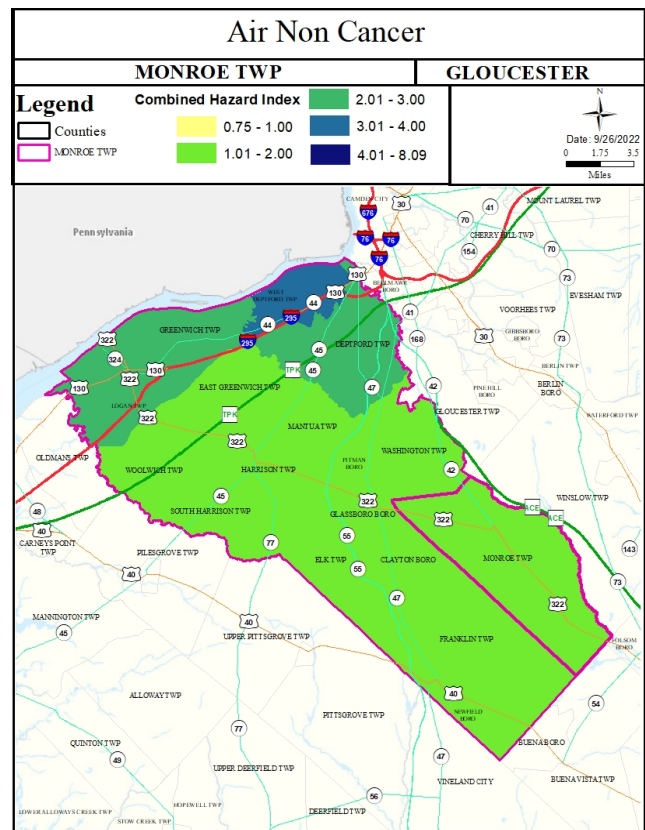 Air Non Cancer
MONROE TWP
GLOUCESTER
Legend
Counties
MONROE TWP
Combined Hazard Index
0.75 - 1.00
1.01 - 2.00
2.01 - 3.00
3.01 - 4.00
4.01 - 8.09
N
Date: 9/26/2022
0 1.75 3.5
Miles
CAMDEN CITY
30
41
MOUNT LAUREL TWP
676
70
Pennsylvania
76
76
CHERRY HILL TWP
154
70
76
130
BELLMAWR BORO
73
WEST DEPTFORD TWP
130
EVESHAM TWP
44
295
41
VOORHEES TWP
GREENWICH TWP
44
322
295
45
DEPTFORD TWP
168
30
GIBBSBORO BORO
73
324
130
TPK
45
BERLIN TWP
322
130
EAST GREENWICH TWP
47
42
PINE HILL BORO
BERLIN BORO
LOGAN TWP
322
TPK
GLOUCESTER TWP
WATERFORD TWP
MANTUA TWP
322
OLDMANS TWP
PITMAN BORO
WASHINGTON TWP
WOOLWICH TWP
HARRISON TWP
42
45
322
WINSLOW TWP
48
SOUTH HARRISON TWP
GLASSBORO BORO
ACE
322
ACE
40
CARNEYS POINT TWP
77
55
143
PILESGROVE TWP
ELK TWP
CLAYTON BORO
MONROE TWP
40
55
73
47
322
MANNINGTON TWP
40
45
UPPER PITTSGROVE TWP
FRANKLIN TWP
FOLSOM BORO
ALLOWAY TWP
40
54
PITTSGROVE TWP
NEWFIELD BORO
77
QUINTON TWP
BUENA BORO
49
47
UPPER DEERFIELD TWP
VINELAND CITY
BUENA VISTA TWP
56
HOPEWELL TWP
LOWER ALLOWAYS CREEK TWP
DEERFIELD TWP
STOW CREEK TWP